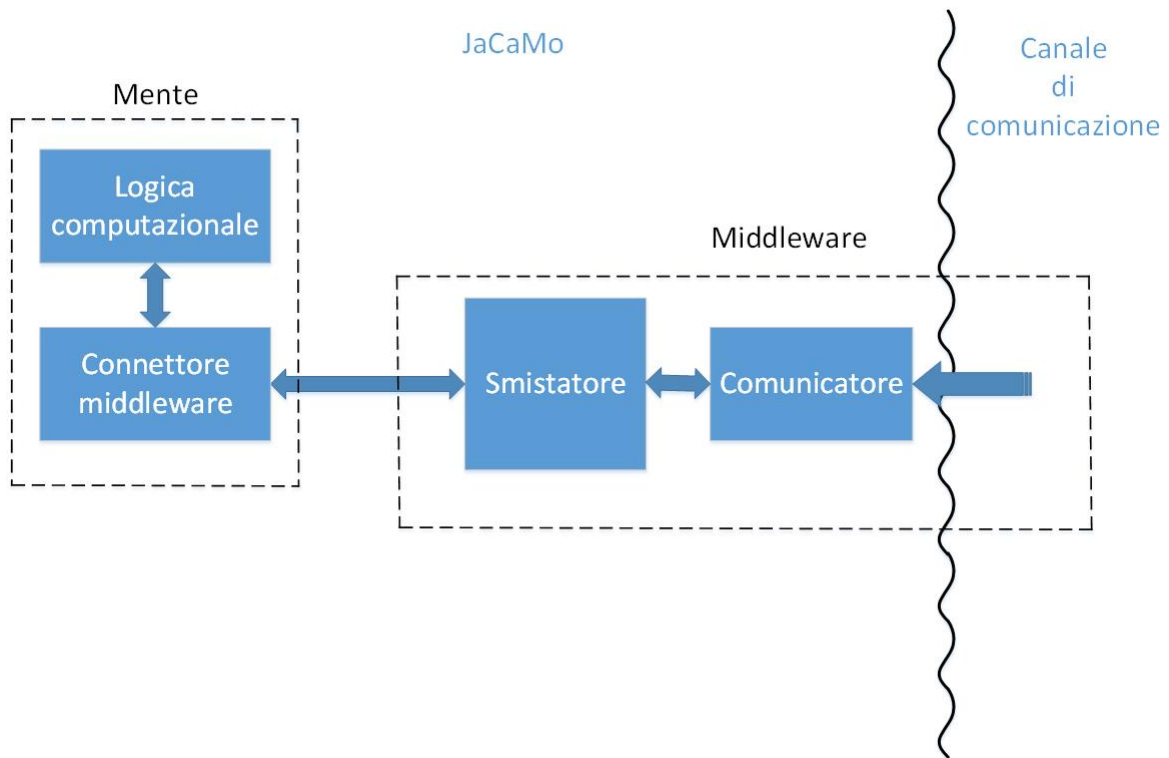 JaCaMo
Canale
di
comunicazione
Mente
Logica
computazionale
Connettore
middleware
Middleware
Smistatore
Comunicatore